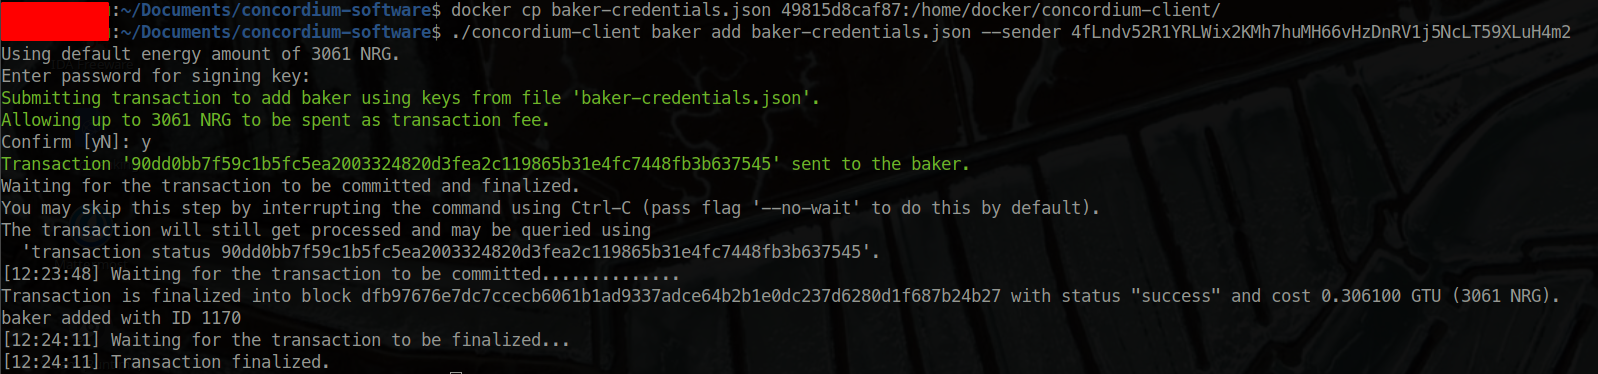 :~/Documents/concordium-software$ docker cp baker-credentials.json 49815d8caf87:/home/docker/concordium-client/
:~/Documents/concordium-software$ ./concordium-client baker add baker-credentials.json --sender 4fLndv52R1YRLWix2KMh7huMH66vHzDnRV1j5NcLT59XLuH4m2
Using default energy amount of 3061 NRG.
Enter password for signing key:
Submitting transaction to add baker using keys from file 'baker-credentials.json'.
Allowing up to 3061 NRG to be spent as transaction fee.
Confirm [yN]: y
Transaction '90dd0bb7f59c1b5fc5ea2003324820d3fea2c119865b31e4fc7448fb3b637545' sent to the baker.
Waiting for the transaction to be committed and finalized.
You may skip this step by interrupting the command using Ctrl-C (pass flag '--no-wait' to do this by default).
The transaction will still get processed and may be queried using
  'transaction status 90dd0bb7f59c1b5fc5ea2003324820d3fea2c119865b31e4fc7448fb3b637545'.
[12:23:48] Waiting for the transaction to be committed..............
Transaction is finalized into block dfb97676e7dc7ccecb6061b1ad9337adce64b2b1e0dc237d6280d1f687b24b27 with status "success" and cost 0.306100 GTU (3061 NRG).
baker added with ID 1170
[12:24:11] Waiting for the transaction to be finalized...
[12:24:11] Transaction finalized.